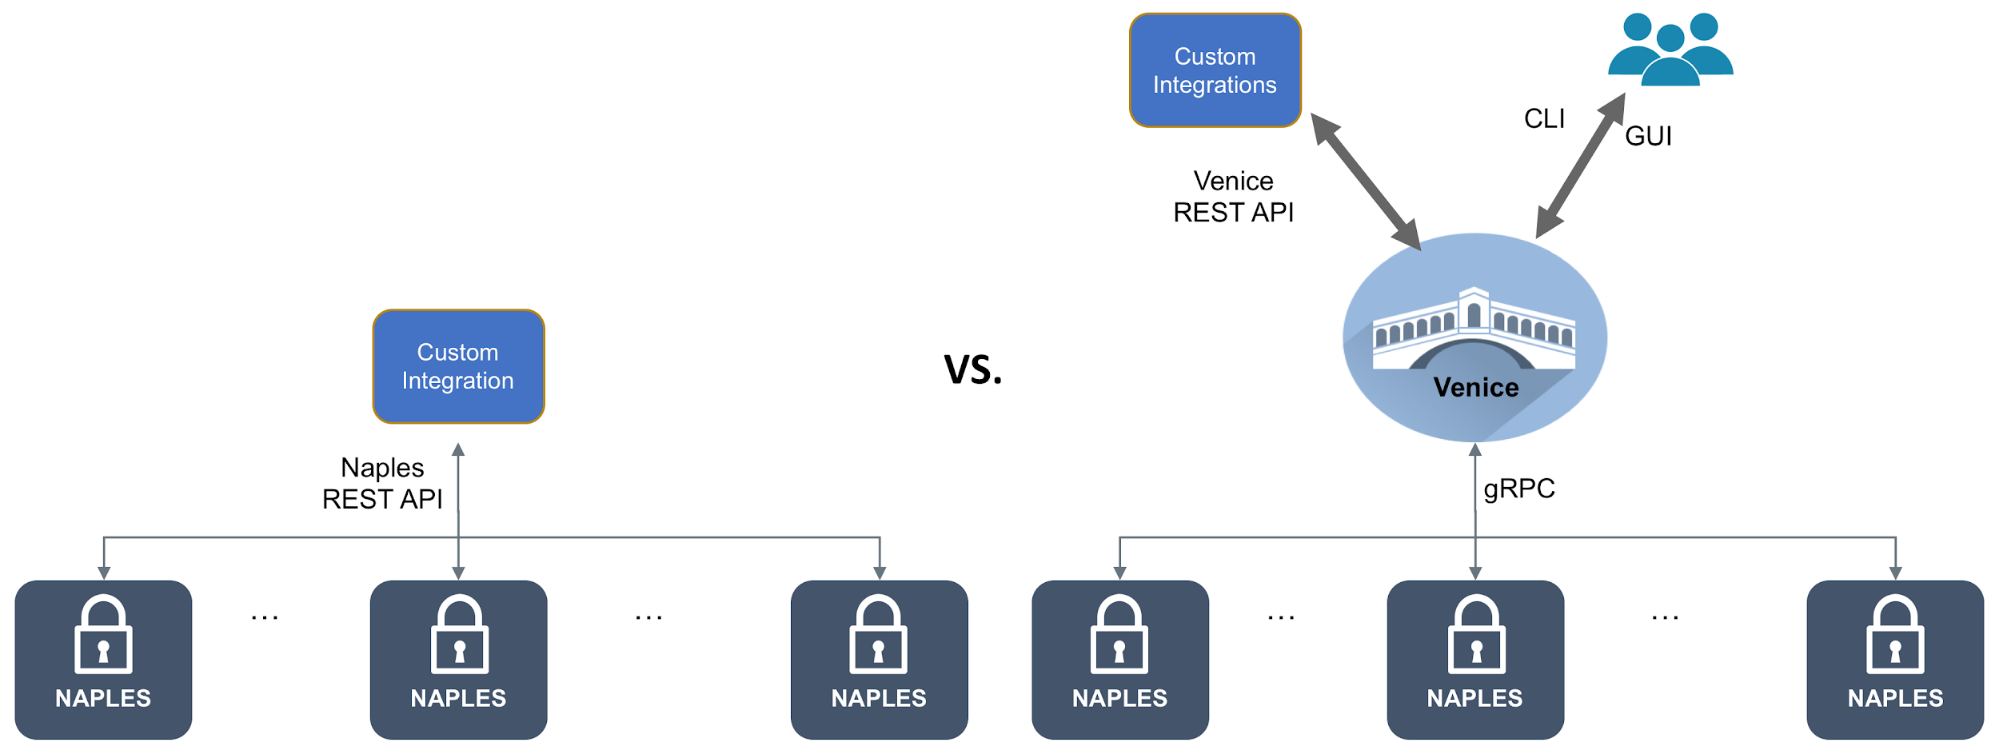 Custom
Integration
Naples
REST API
...
...
NAPLES
NAPLES
NAPLES
VS.
Custom
Integrations
CLI
GUI
Venice
REST API
Venice
gRPC
...
...
NAPLES
NAPLES
NAPLES